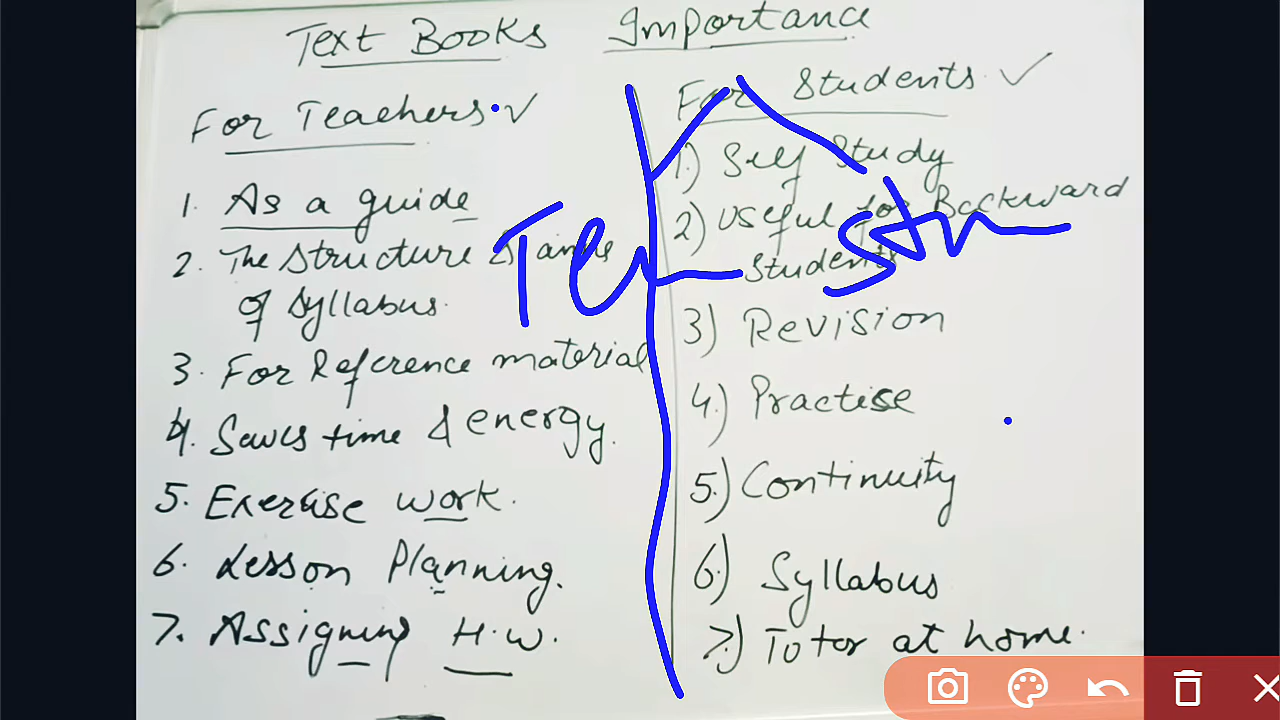 Text Books Importance
For Teachers
1. As a guide
2. The structure & aims
of syllabus.
3. For Reference material
4. Saves time & energy.
5. Exercise work.
6. Lesson Planning.
7. Assigning H.W.
For Students
1) Self Study
2) Useful for Backward
Students
3) Revision
4) Practise
5) Continuity
6) Syllabus
7) Tutor at home.